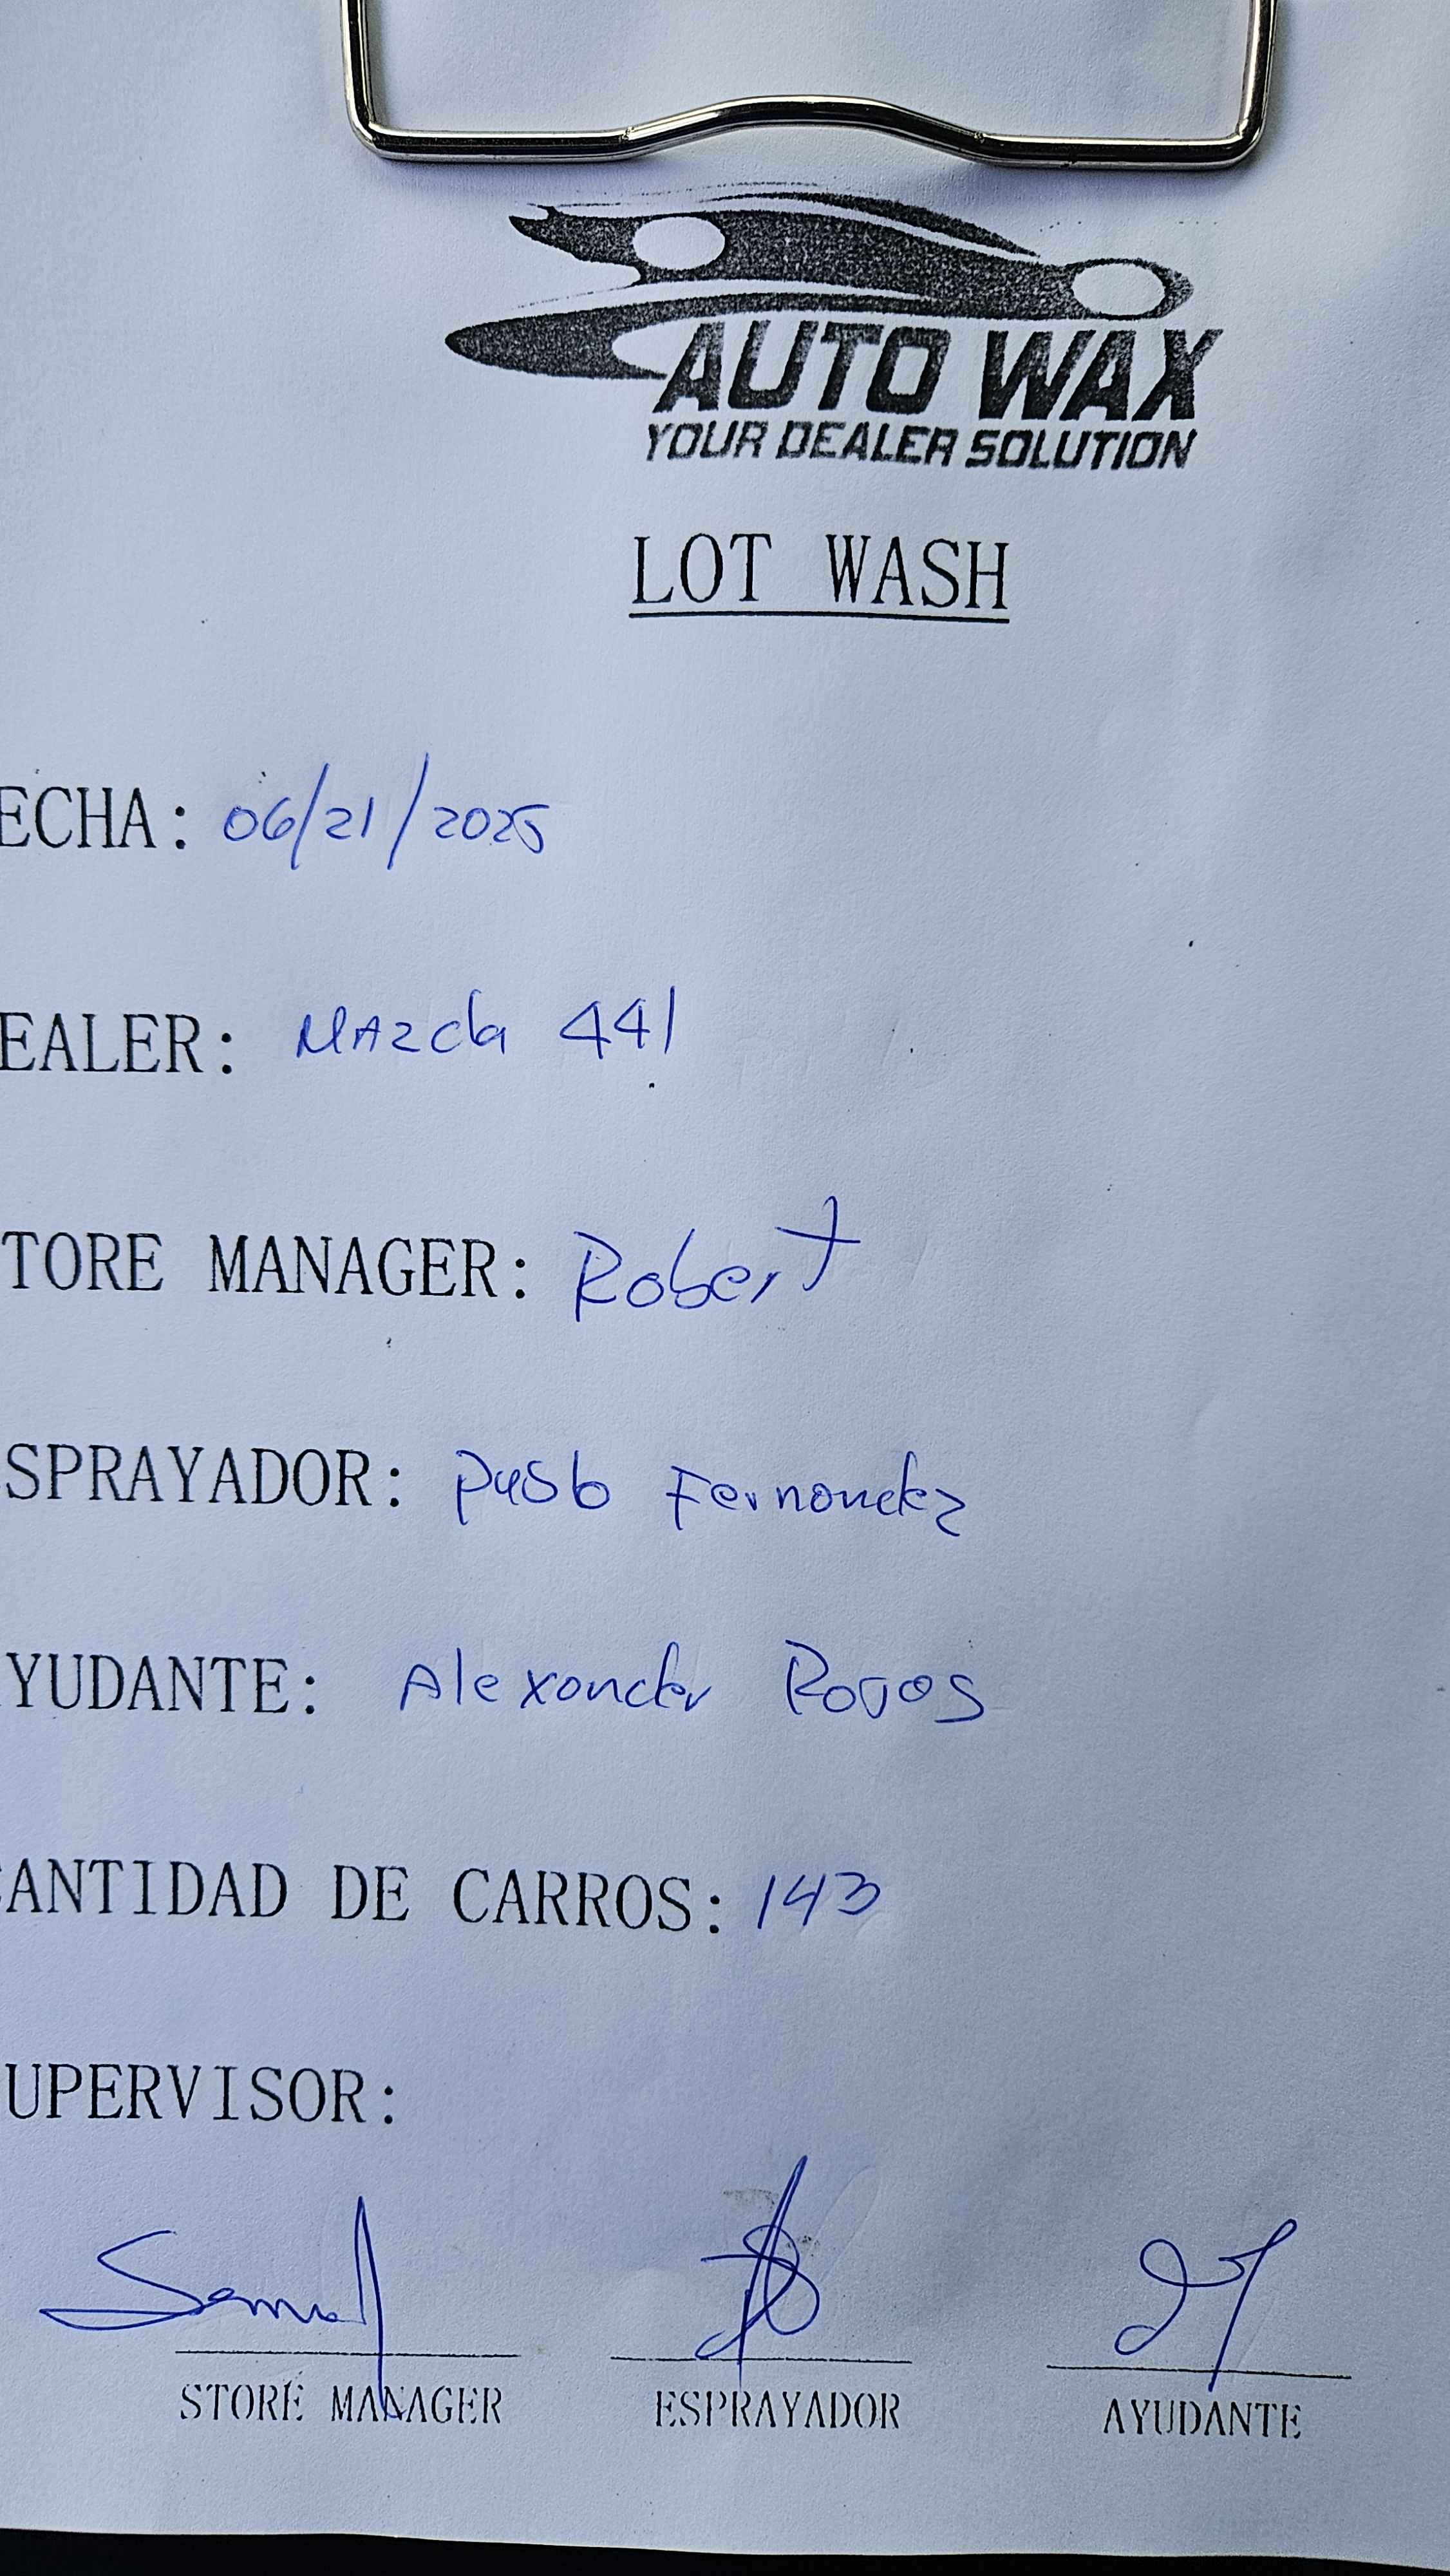 AUTO WAX
YOUR DEALER SOLUTION
LOT WASH
ECHA: 06/21/2025
EALER: Mazda 441
TORE MANAGER: Robert
SPRAYADOR: Fernandez
YUDANTE: Alexander Rojas
CANTIDAD DE CARROS: 143
UPERVISOR:
STORE MANAGER ESPRAYADOR AYUDANTE